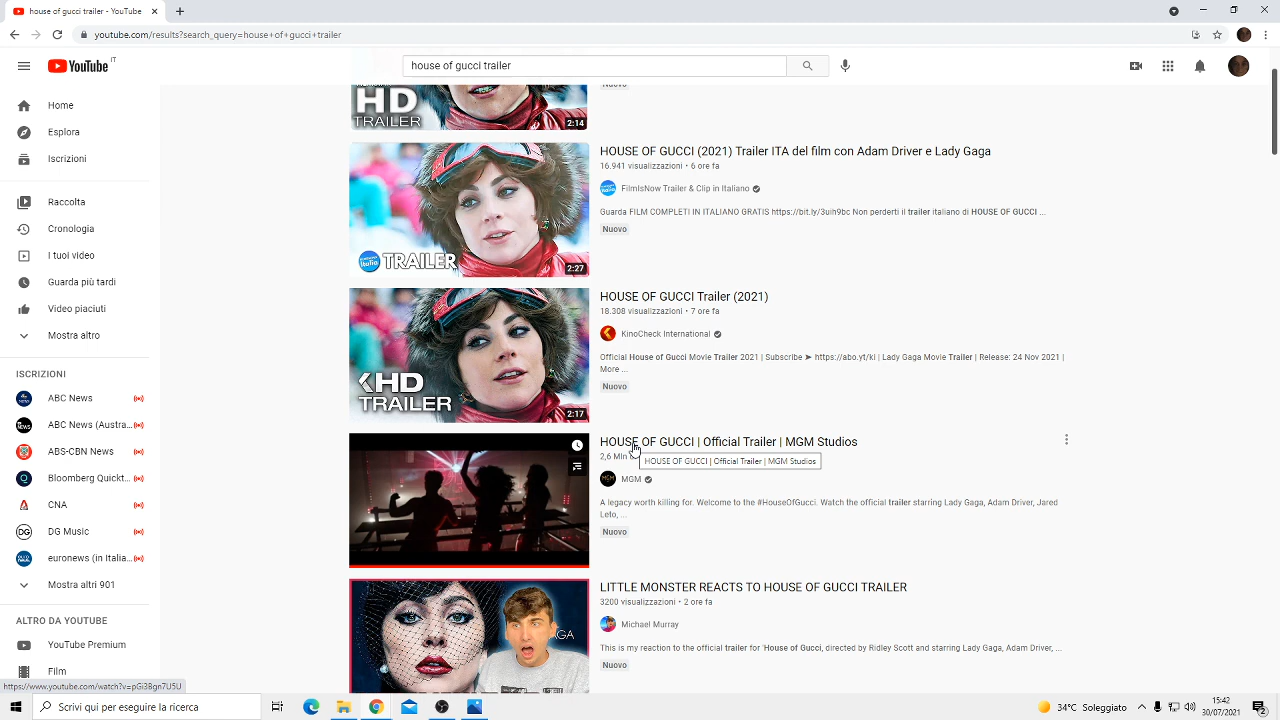 house of gucci trailer - YouTube
youtube.com/results?search_query=house+of+gucci+trailer
YouTube IT
house of gucci trailer
Home
Esplora
Iscrizioni
Raccolta
Cronologia
I tuoi video
Guarda più tardi
Video piaciuti
Mostra altro
ISCRIZIONI
ABC News
ABC News (Austra...
ABS-CBN News
Bloomberg Quickt...
CNA
DG Music
euronews (in Italia...
Mostra altri 901
ALTRO DA YOUTUBE
YouTube Premium
Film
https://www.youtube.com/watch?v=pGi3Bgn7U5U
HD
TRAILER
2:14
Nuovo
TRAILER
2:27
HOUSE OF GUCCI (2021) Trailer ITA del film con Adam Driver e Lady Gaga
16.941 visualizzazioni • 6 ore fa
FilmIsNow Trailer & Clip in Italiano
Guarda FILM COMPLETI IN ITALIANO GRATIS https://bit.ly/3uih9bc Non perderti il trailer italiano di HOUSE OF GUCCI ...
Nuovo
KHD
TRAILER
2:17
HOUSE OF GUCCI Trailer (2021)
18.308 visualizzazioni • 7 ore fa
KinoCheck International
Official House of Gucci Movie Trailer 2021 | Subscribe ➤ https://abo.yt/ki | Lady Gaga Movie Trailer | Release: 24 Nov 2021 |
More ...
Nuovo
HOUSE OF GUCCI | Official Trailer | MGM Studios
2,6 Mln
HOUSE OF GUCCI | Official Trailer | MGM Studios
MGM
A legacy worth killing for. Welcome to the #HouseOfGucci. Watch the official trailer starring Lady Gaga, Adam Driver, Jared
Leto, ...
Nuovo
LITTLE MONSTER REACTS TO HOUSE OF GUCCI TRAILER
3200 visualizzazioni • 2 ore fa
Michael Murray
This is my reaction to the official trailer for 'House of Gucci, directed by Ridley Scott and starring Lady Gaga, Adam Driver, ...
Nuovo
Scrivi qui per eseguire la ricerca
34°C Soleggiato
15:42
30/07/2021
2